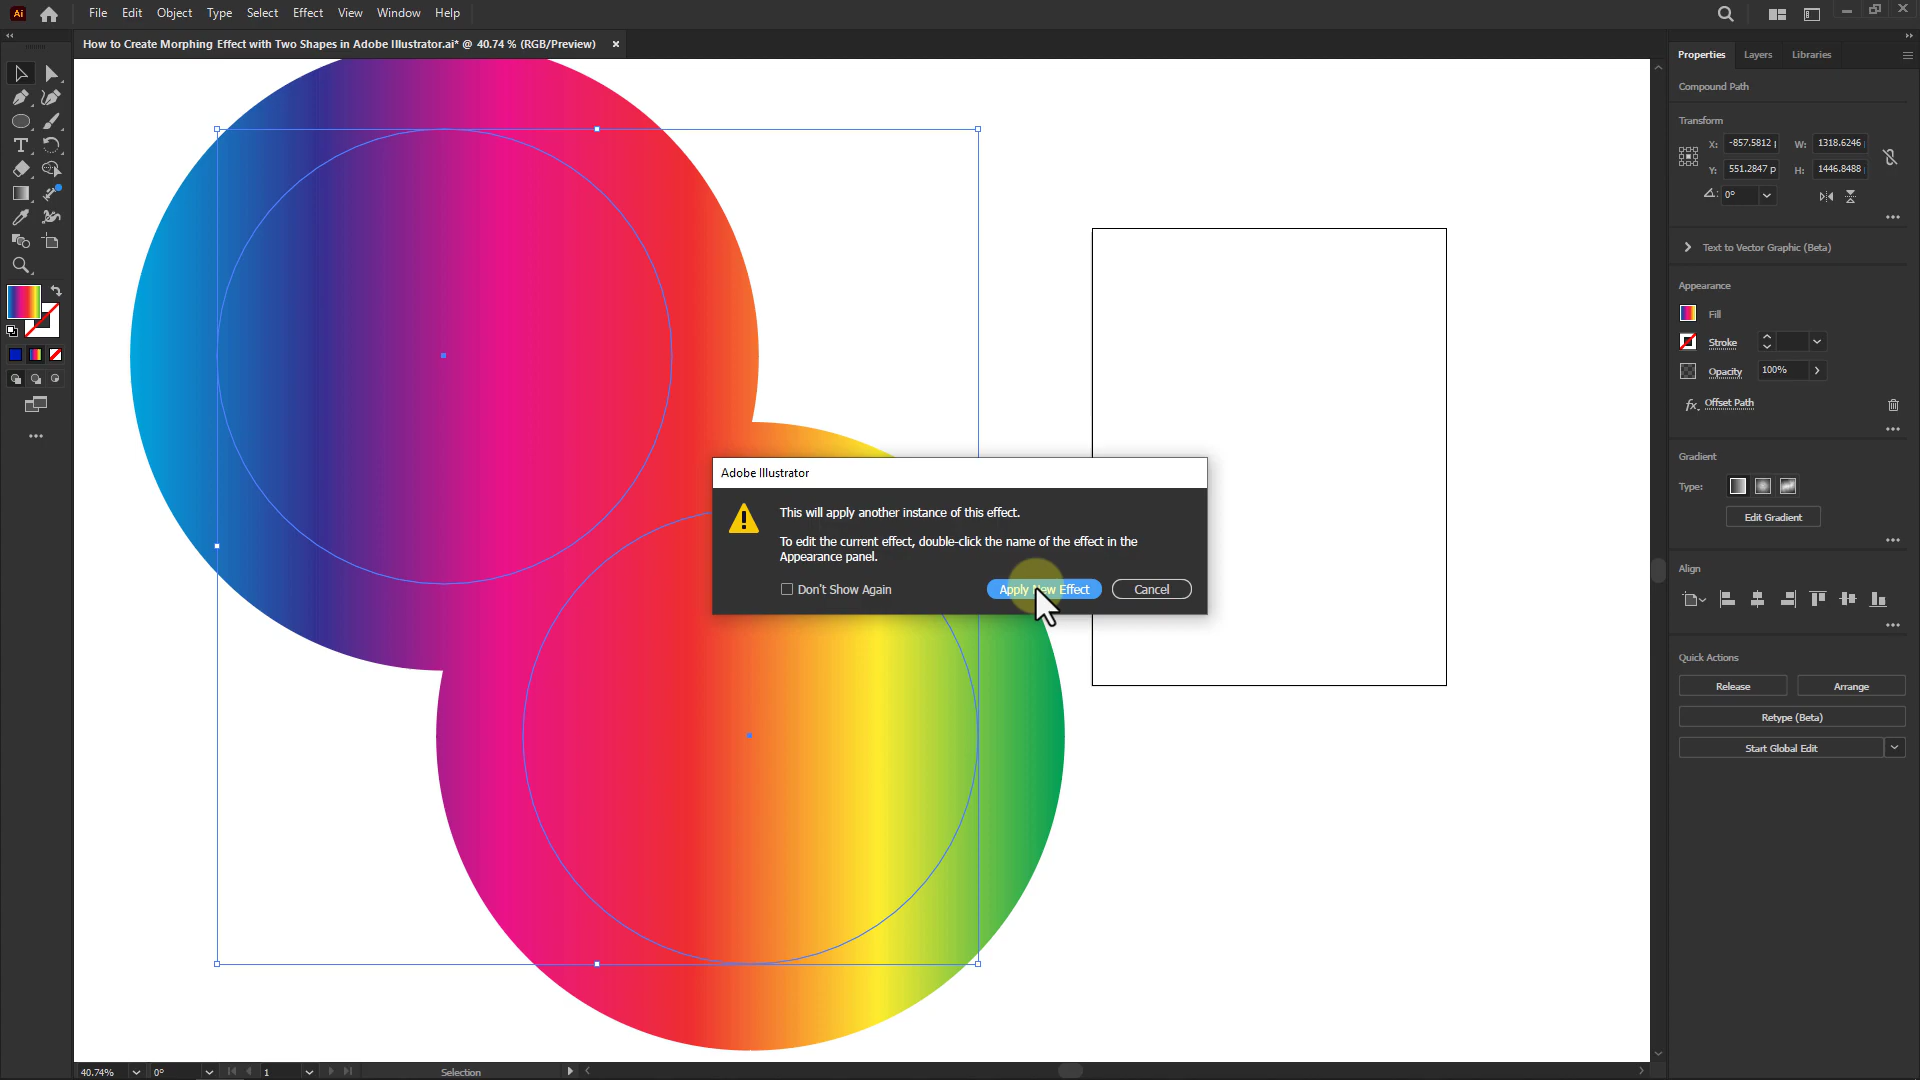 Ai File Edit Object Type Select Effect View Window Help
How to Create Morphing Effect with Two Shapes in Adobe Illustrator.ai* @ 40.74 % (RGB/Preview) ×
Properties Layers Libraries
Compound Path
Transform
X: -857.5812 p W: 1318.6246
Y: 551.2847 p H: 1446.8488
0°
Text to Vector Graphic (Beta)
Appearance
Fill
Stroke
Opacity 100%
fx. Offset Path
Gradient
Type:
Edit Gradient
Align
Quick Actions
Release Arrange
Retype (Beta)
Start Global Edit
Adobe Illustrator
This will apply another instance of this effect.
To edit the current effect, double-click the name of the effect in the
Appearance panel.
Don't Show Again Apply New Effect Cancel
40.74% 0° 1 Selection